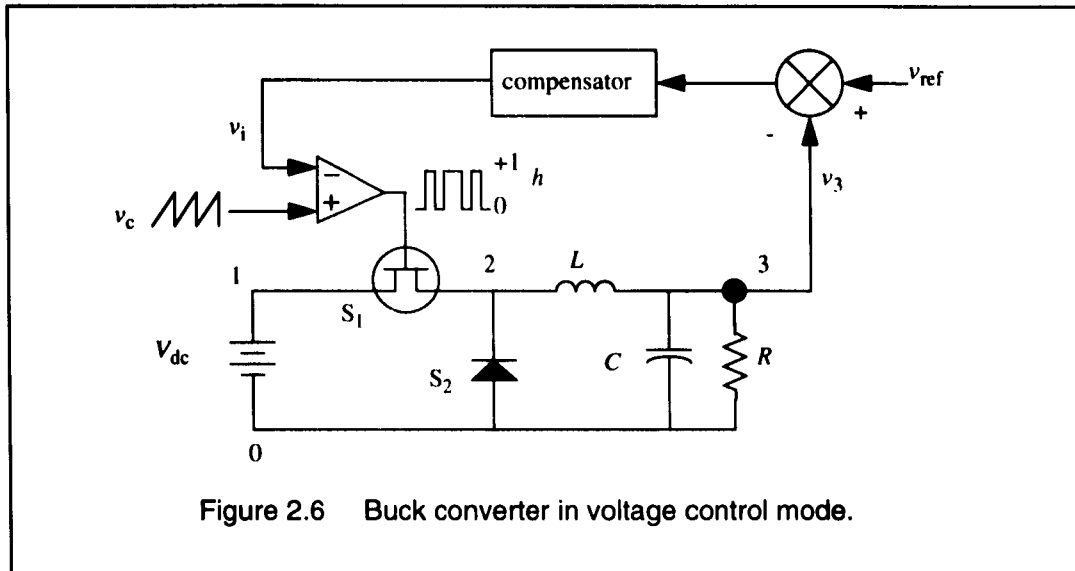 compensator
v_ref
+
-
v_i
v_3
+1 h
0
−
+
v_c
1
2
L
3
S_1
V_dc
S_2
C
R
0
Figure 2.6 Buck converter in voltage control mode.